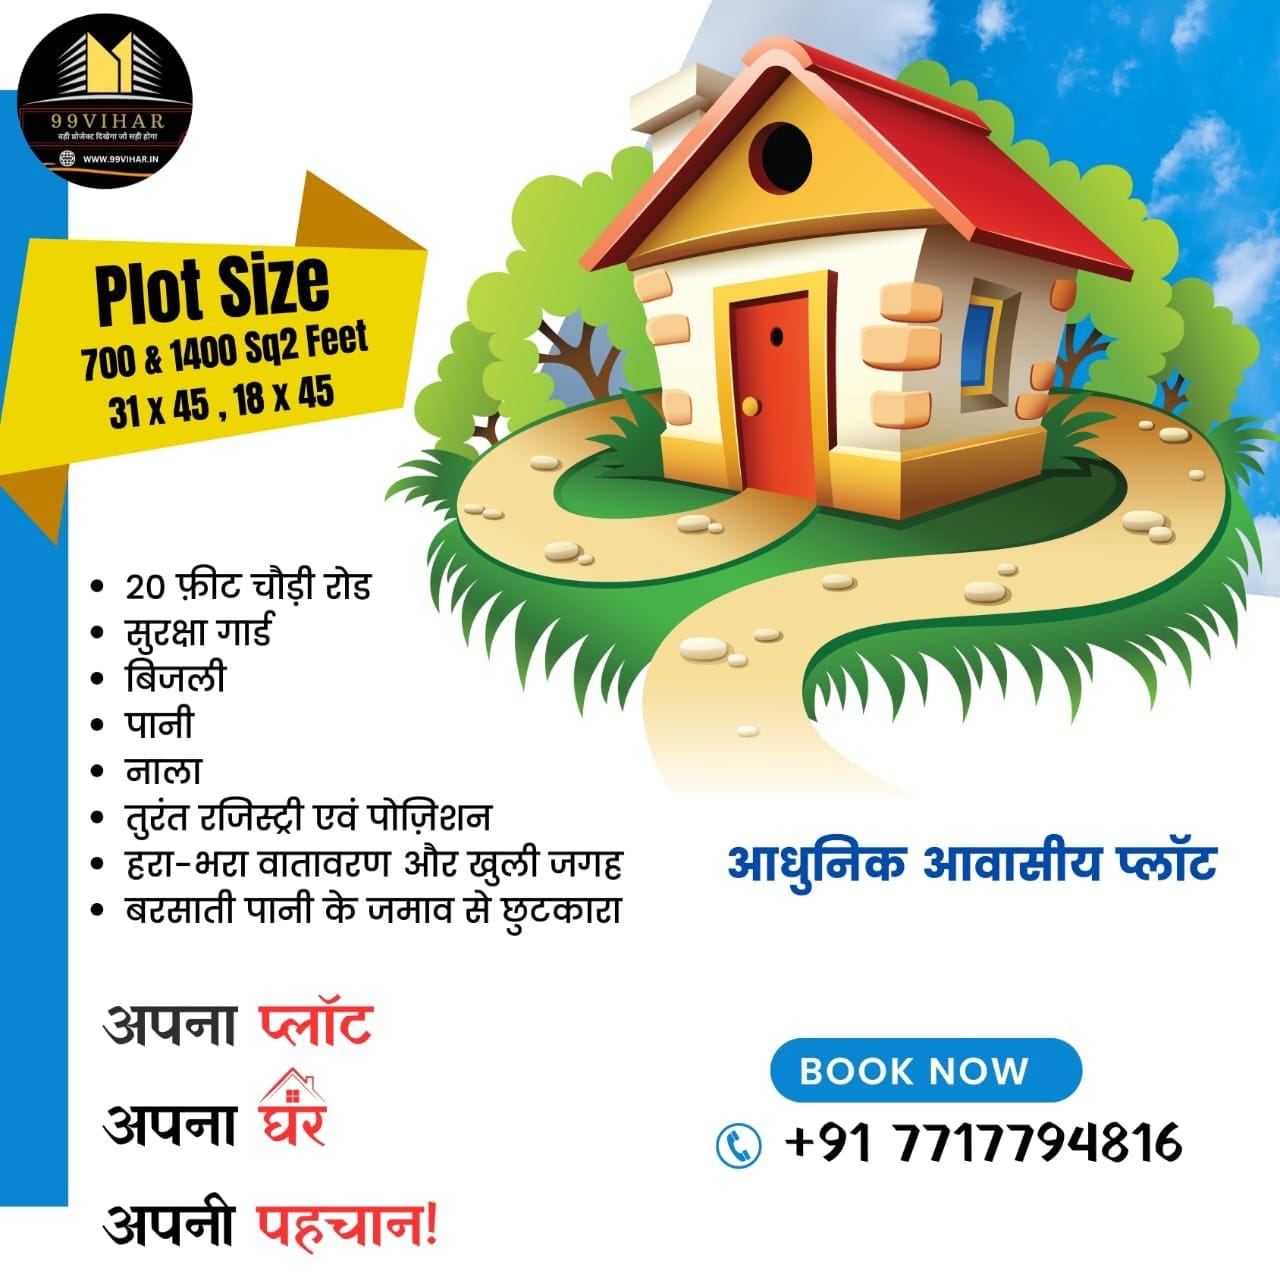 99VIHAR
वही प्रोजेक्ट दिखेगा जो सही होगा
WWW.99VIHAR.IN
Plot Size
700 & 1400 Sq2 Feet
31 x 45 , 18 x 45
20 फ़ीट चौड़ी रोड
सुरक्षा गार्ड
बिजली
पानी
नाला
तुरंत रजिस्ट्री एवं पोज़िशन
हरा-भरा वातावरण और खुली जगह
बरसाती पानी के जमाव से छुटकारा
आधुनिक आवासीय प्लॉट
अपना प्लॉट
अपना घर
अपनी पहचान!
BOOK NOW
+91 7717794816